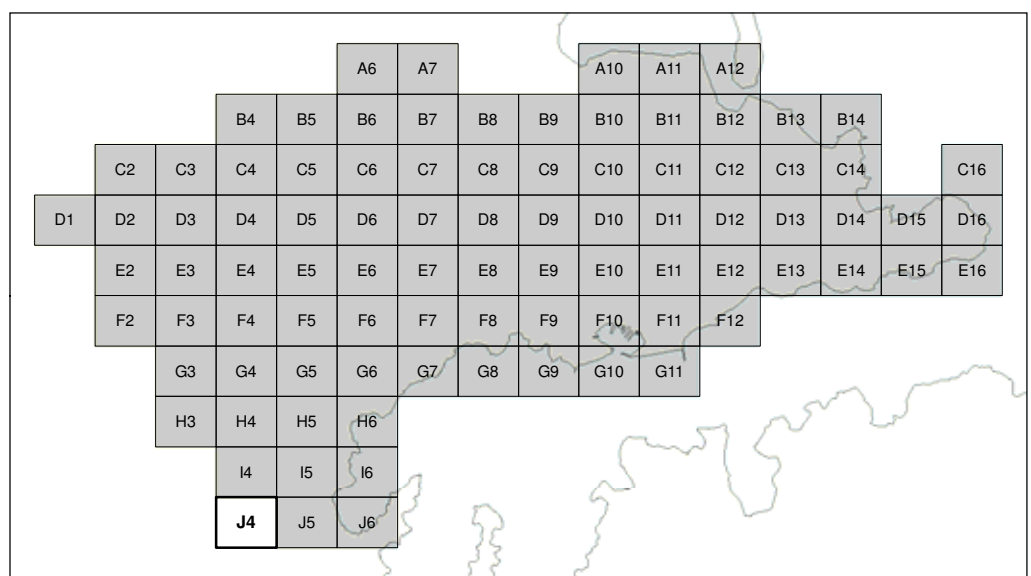 A6 A7 A10 A11 A12
B4 B5 B6 B7 B8 B9 B10 B11 B12 B13 B14
C2 C3 C4 C5 C6 C7 C8 C9 C10 C11 C12 C13 C14 C16
D1 D2 D3 D4 D5 D6 D7 D8 D9 D10 D11 D12 D13 D14 D15 D16
E2 E3 E4 E5 E6 E7 E8 E9 E10 E11 E12 E13 E14 E15 E16
F2 F3 F4 F5 F6 F7 F8 F9 F10 F11 F12
G3 G4 G5 G6 G7 G8 G9 G10 G11
H3 H4 H5 H6
I4 I5 I6
J4 J5 J6